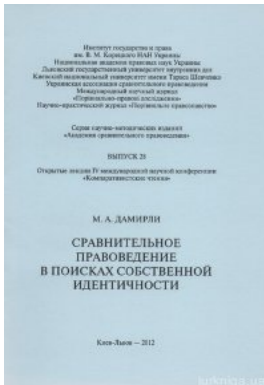 Институт государства и права
им. В. М. Корецкого НАН Украины
Национальная академия правовых наук Украины
Львовский государственный университет внутренних дел
Киевский национальный университет имени Тараса Шевченко
Украинская ассоциация сравнительного правоведения
Международный научный журнал
«Порівняльно-правові дослідження»
Научно-практический журнал «Порівняльне правознавство»
Серия научно-методических изданий
«Академия сравнительного правоведения»
ВЫПУСК 28
Открытые лекции IV международной научной конференции
«Компаративистские чтения»
М. А. ДАМИРЛИ
СРАВНИТЕЛЬНОЕ
ПРАВОВЕДЕНИЕ
В ПОИСКАХ СОБСТВЕННОЙ
ИДЕНТИЧНОСТИ
Киев-Львов – 2012
jurkniga.ua